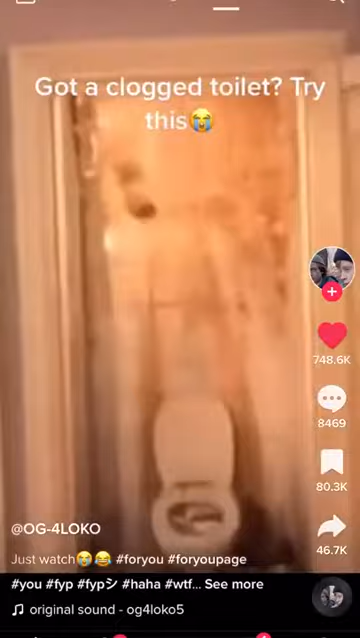 Got a clogged toilet? Try
this😭
748.6K
8469
80.3K
46.7K
@OG-4LOKO
Just watch😭😂 #foryou #foryoupage
#you #fyp #fypシ #haha #wtf... See more
original sound - og4loko5